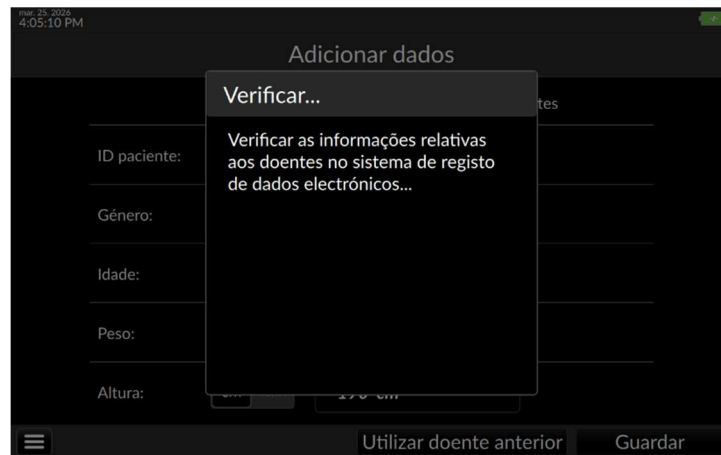 mar. 25, 2026
4:05:10 PM
Adicionar dados
Verificar...
tes
Verificar as informações relativas
aos doentes no sistema de registo
de dados electrónicos...
ID paciente:
Género:
Idade:
Peso:
Altura:
Utilizar doente anterior
Guardar